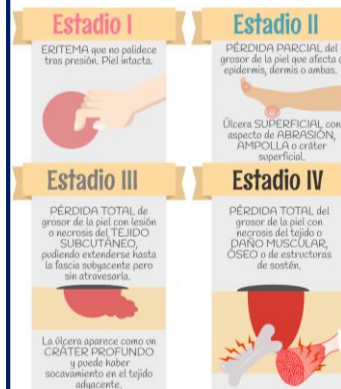 Estadio I
ERITEMA que no palidece
tras presión. Piel intacta.
Estadio II
PÉRDIDA PARCIAL del
grosor de la piel que afecta a
epidermis, dermis o ambas.
Úlcera SUPERFICIAL con
aspecto de ABRASIÓN,
AMPOLLA o cráter
superficial.
Estadio III
PÉRDIDA TOTAL de
grosor de la piel con lesión
o necrosis del TEJIDO
SUBCUTÁNEO,
pudiendo extenderse hasta
la fascia subyacente pero
sin atravesarla.
La úlcera aparece como un
CRÁTER PROFUNDO
y puede haber
socavamiento en el tejido
adyacente.
Estadio IV
PÉRDIDA TOTAL del
grosor de la piel con
necrosis del tejido o
DAÑO MUSCULAR,
ÓSEO o de estructuras
de sostén.